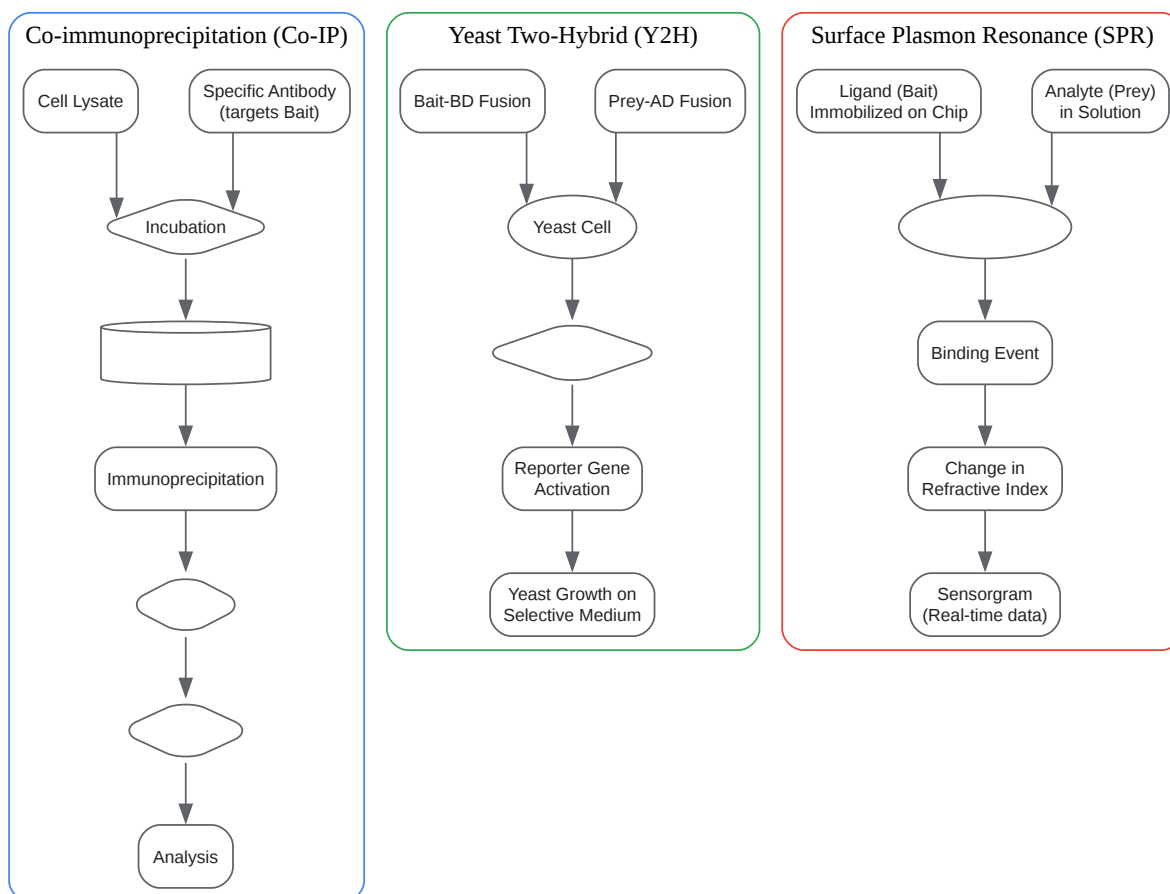 Co-immunoprecipitation (Co-IP)
Cell Lysate
Specific Antibody
(targets Bait)
Incubation
Immunoprecipitation
Analysis
Yeast Two-Hybrid (Y2H)
Bait-BD Fusion
Prey-AD Fusion
Yeast Cell
Reporter Gene
Activation
Yeast Growth on
Selective Medium
Surface Plasmon Resonance (SPR)
Ligand (Bait)
Immobilized on Chip
Analyte (Prey)
in Solution
Binding Event
Change in
Refractive Index
Sensorgram
(Real-time data)